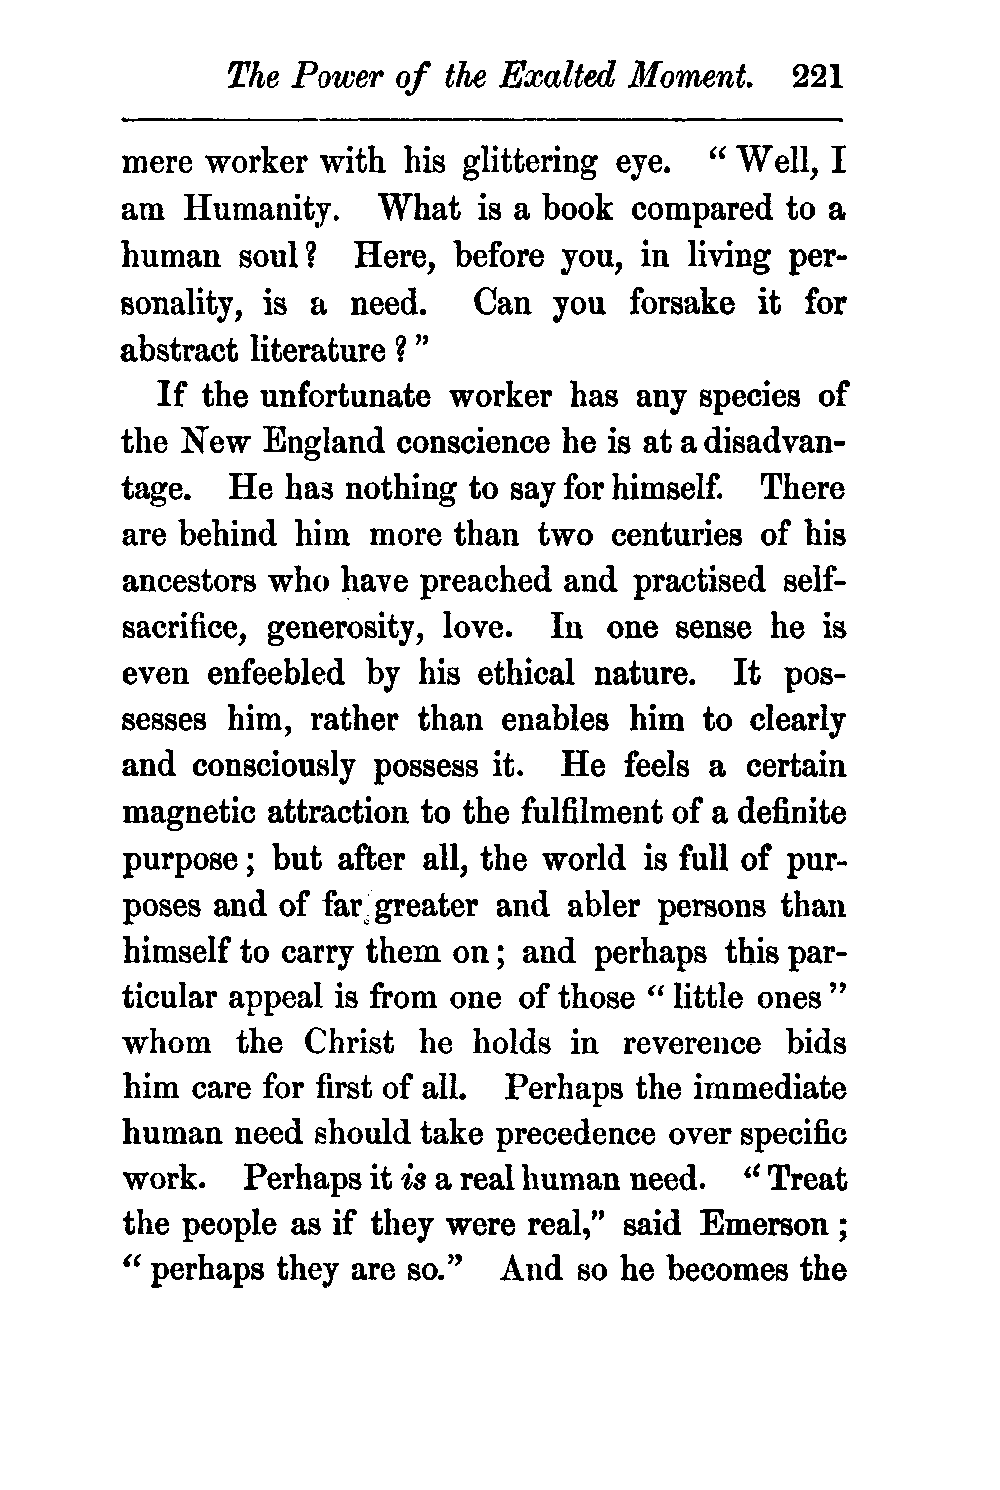 The Power of the Exalted Moment. 221
mere worker with his glittering eye. “ Well, I
am Humanity. What is a book compared to a
human soul? Here, before you, in living per-
sonality, is a need. Can you forsake it for
abstract literature ? ”
If the unfortunate worker has any species of
the New England conscience he is at a disadvan-
tage. He has nothing to say for himself. There
are behind him more than two centuries of his
ancestors who have preached and practised self-
sacrifice, generosity, love. In one sense he is
even enfeebled by his ethical nature. It pos-
sesses him, rather than enables him to clearly
and consciously possess it. He feels a certain
magnetic attraction to the fulfilment of a definite
purpose ; but after all, the world is full of pur-
poses and of far greater and abler persons than
himself to carry them on ; and perhaps this par-
ticular appeal is from one of those “ little ones ”
whom the Christ he holds in reverence bids
him care for first of all. Perhaps the immediate
human need should take precedence over specific
work. Perhaps it is a real human need. “ Treat
the people as if they were real,” said Emerson ;
“ perhaps they are so.” And so he becomes the